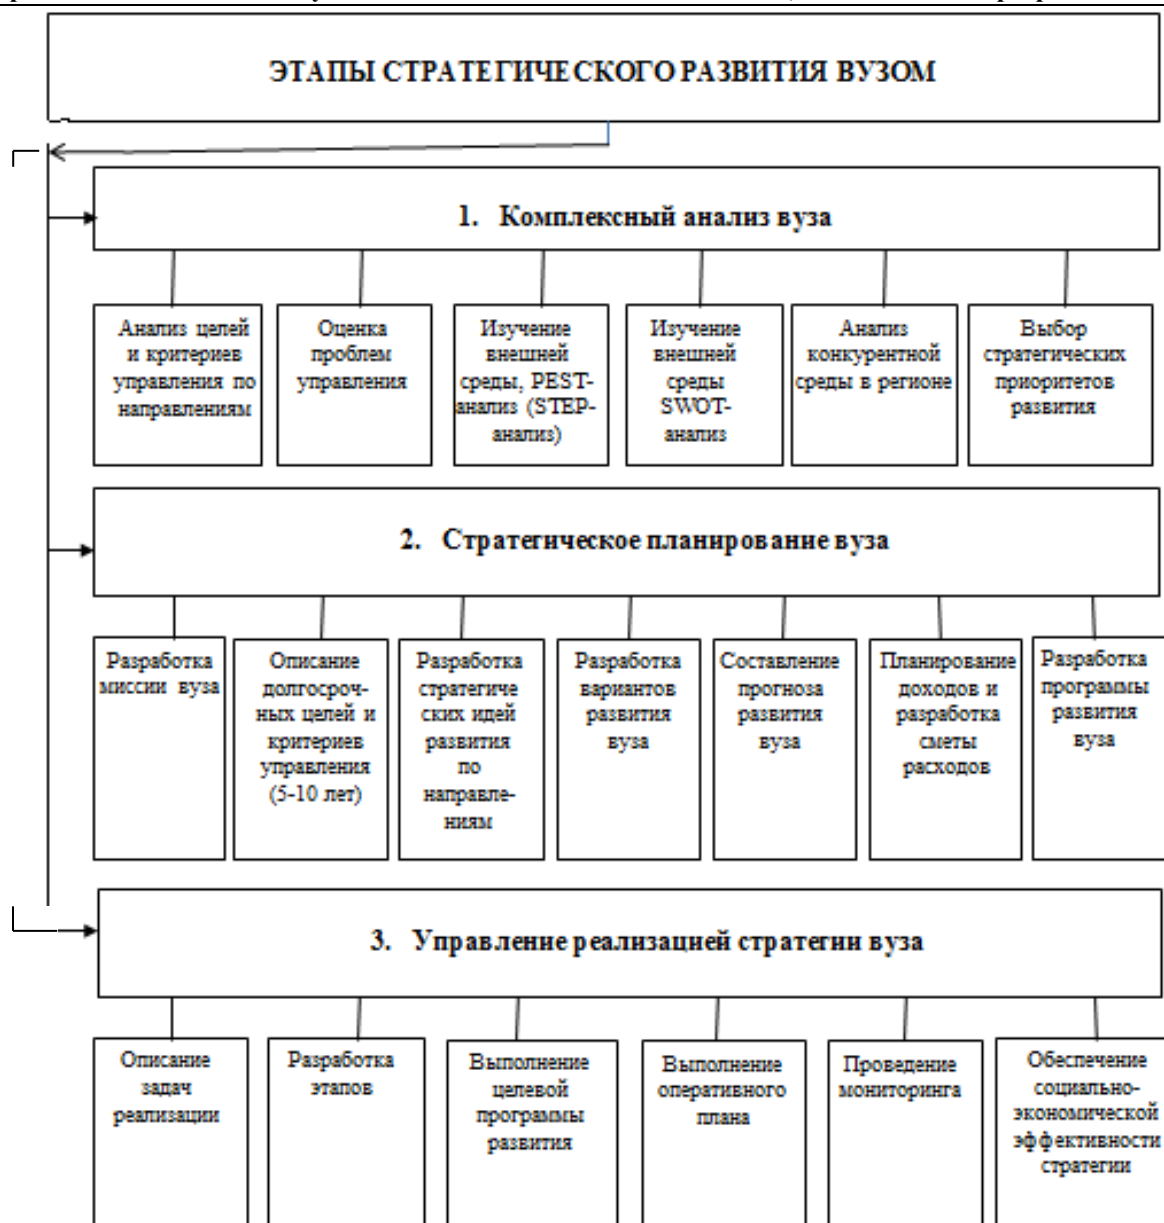 ЭТАПЫ СТРАТЕГИЧЕСКОГО РАЗВИТИЯ ВУЗОМ
1. Комплексный анализ вуза
Анализ целей
и критериев
управления по
направлениям
Оценка
проблем
управления
Изучение
внешней
среды, PEST-
анализ (STEP-
анализ)
Изучение
внешней
среды
SWOT-
анализ
Анализ
конкурентной
среды в регионе
Выбор
стратегических
приоритетов
развития
2. Стратегическое планирование вуза
Разработка
миссии вуза
Описание
долгосроч-
ных целей и
критериев
управления
(5-10 лет)
Разработка
стратегиче
ских идей
развития
по
направле-
ниям
Разработка
вариантов
развития
вуза
Составление
прогноза
развития
вуза
Планирование
доходов и
разработка
сметы
расходов
Разработка
программы
развития
вуза
3. Управление реализацией стратегии вуза
Описание
задач
реализации
Разработка
этапов
Выполнение
целевой
программы
развития
Выполнение
оперативного
плана
Проведение
мониторинга
Обеспечение
социально-
экономической
эффективности
стратегии